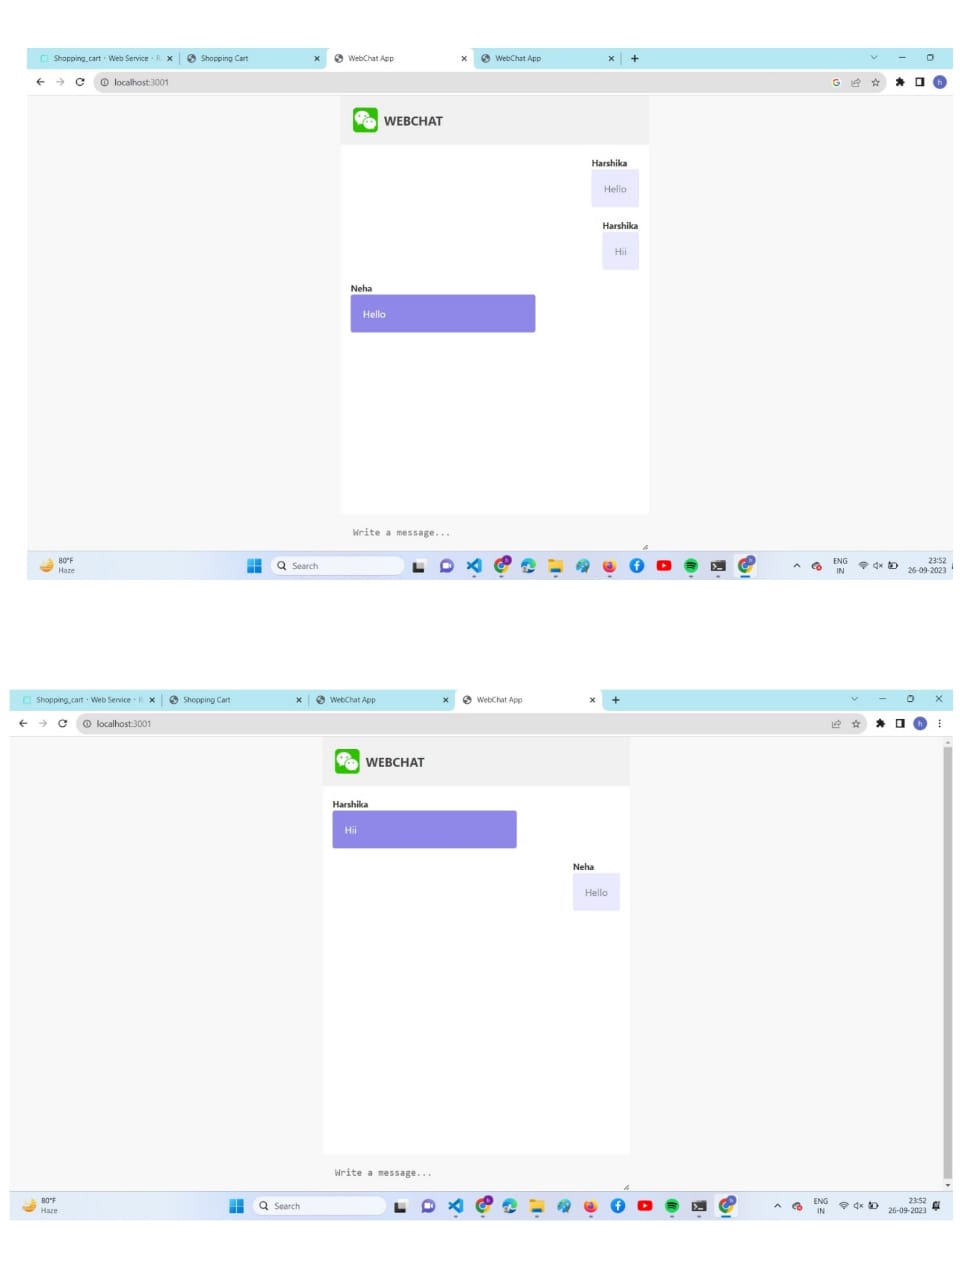 Shopping_cart · Web Service · R
Shopping Cart
WebChat App
WebChat App
localhost:3001
WEBCHAT
Harshika
Hello
Harshika
Hii
Neha
Hello
Write a message...
80°F
Haze
Search
ENG
IN
23:52
26-09-2023
Shopping_cart · Web Service · R
Shopping Cart
WebChat App
WebChat App
localhost:3001
WEBCHAT
Harshika
Hii
Neha
Hello
Write a message...
80°F
Haze
Search
ENG
IN
23:52
26-09-2023